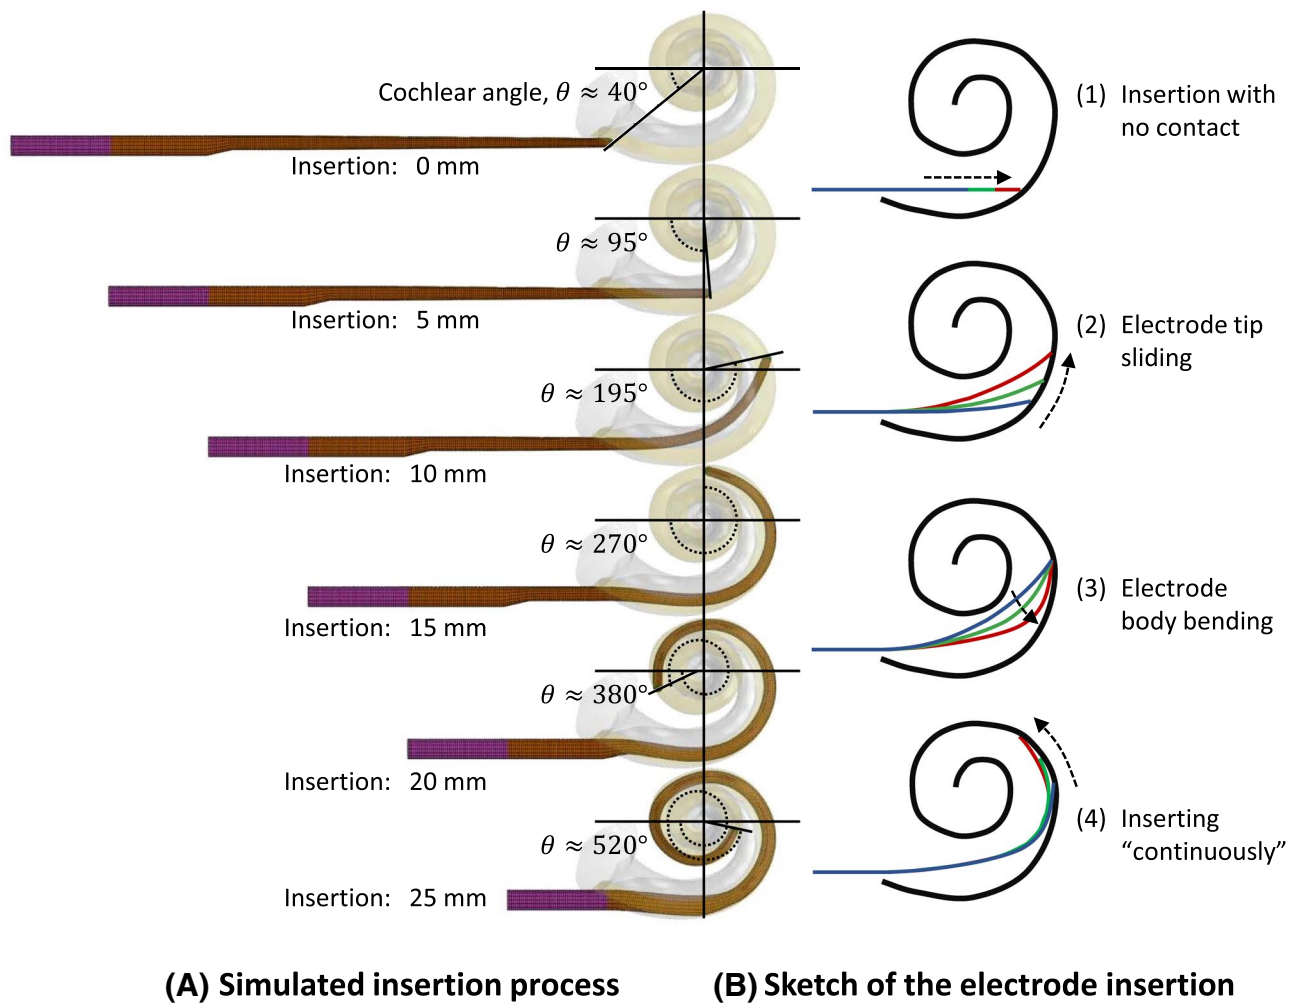 Cochlear angle, θ ≈ 40°
Insertion: 0 mm
θ ≈ 95°
Insertion: 5 mm
θ ≈ 195°
Insertion: 10 mm
θ ≈ 270°
Insertion: 15 mm
θ ≈ 380°
Insertion: 20 mm
θ ≈ 520°
Insertion: 25 mm
(A) Simulated insertion process
(1) Insertion with
no contact
(2) Electrode tip
sliding
(3) Electrode
body bending
(4) Inserting
“continuously”
(B) Sketch of the electrode insertion